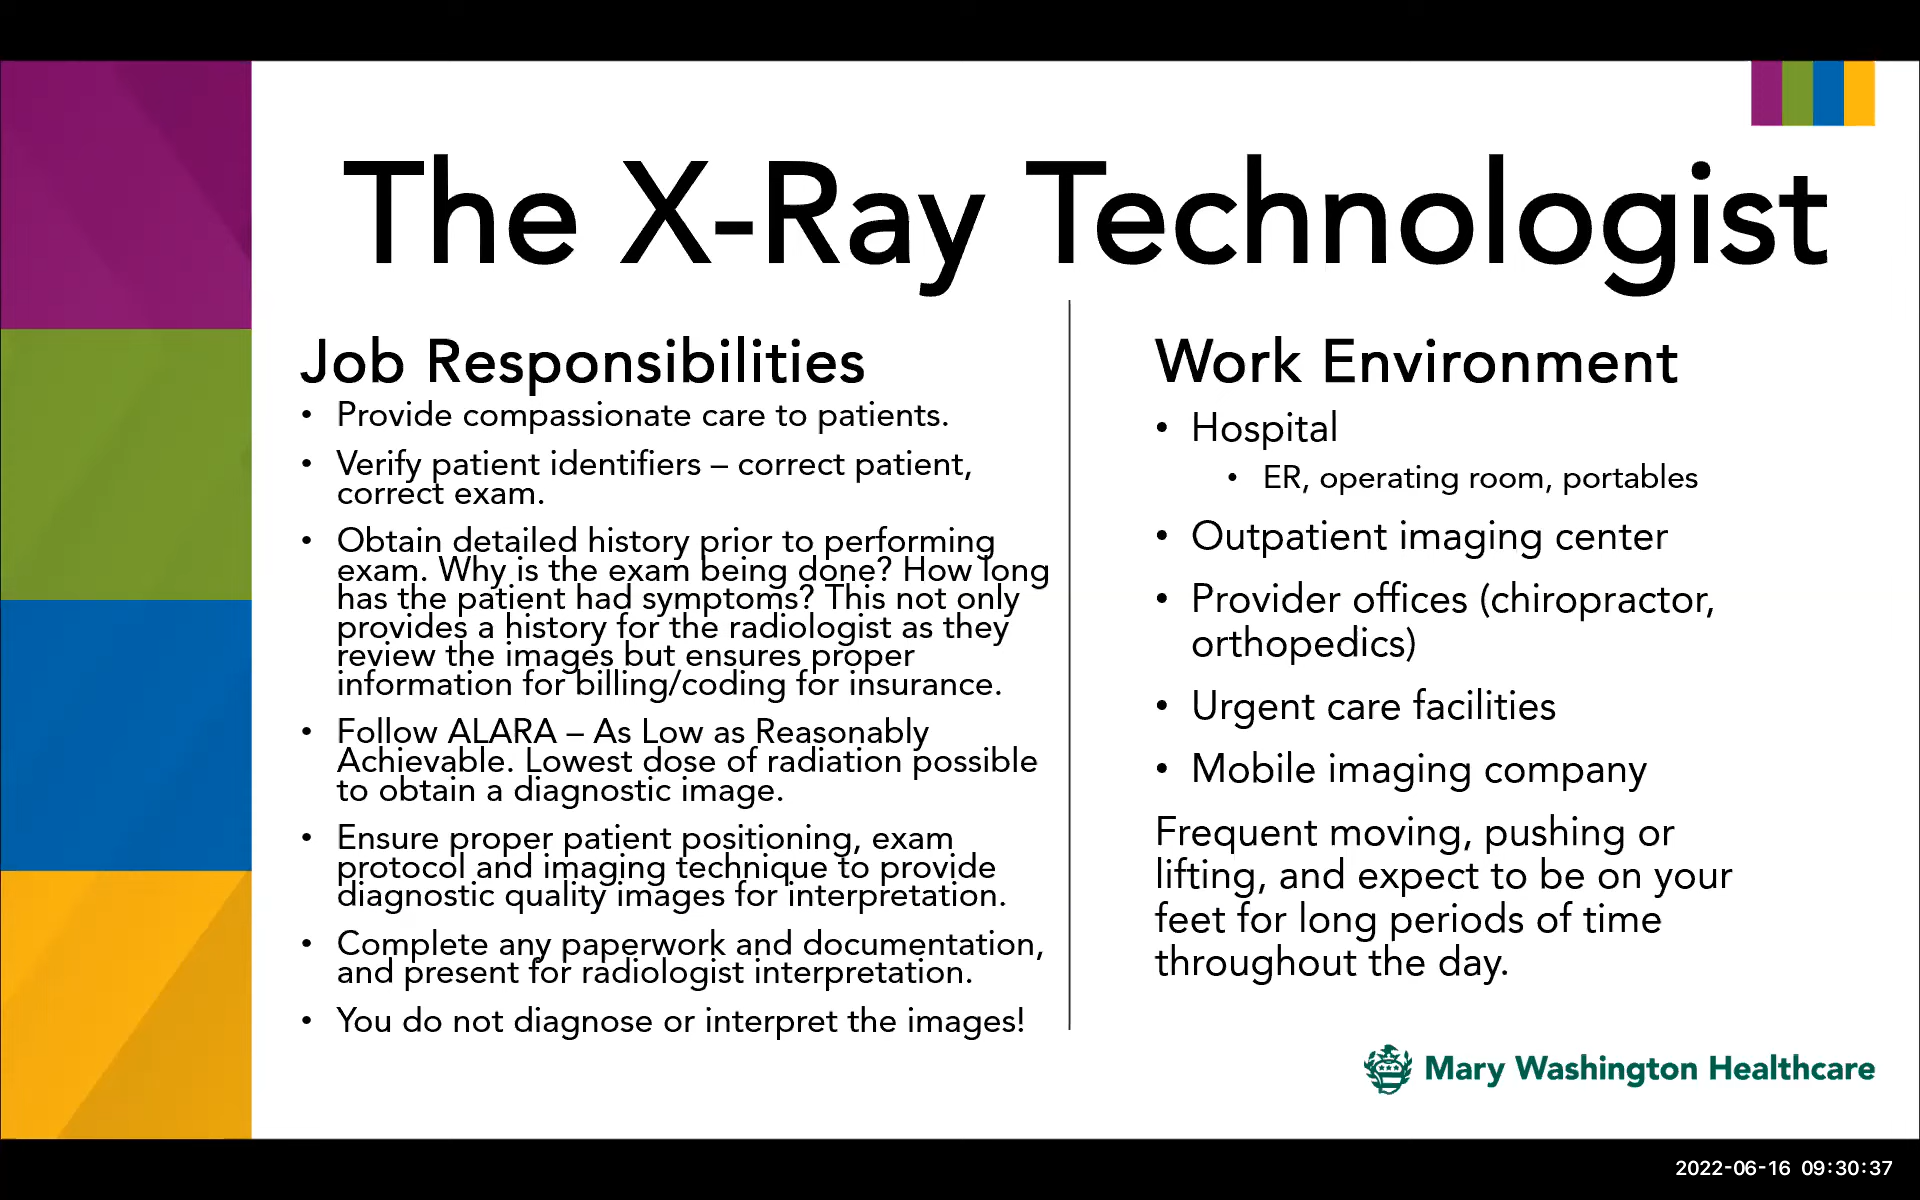 The X-Ray Technologist
Job Responsibilities
• Provide compassionate care to patients.
• Verify patient identifiers – correct patient,
correct exam.
• Obtain detailed history prior to performing
exam. Why is the exam being done? How long
has the patient had symptoms? This not only
provides a history for the radiologist as they
review the images but ensures proper
information for billing/coding for insurance.
• Follow ALARA – As Low as Reasonably
Achievable. Lowest dose of radiation possible
to obtain a diagnostic image.
• Ensure proper patient positioning, exam
protocol and imaging technique to provide
diagnostic quality images for interpretation.
• Complete any paperwork and documentation,
and present for radiologist interpretation.
• You do not diagnose or interpret the images!
Work Environment
• Hospital
• ER, operating room, portables
• Outpatient imaging center
• Provider offices (chiropractor,
orthopedics)
• Urgent care facilities
• Mobile imaging company
Frequent moving, pushing or
lifting, and expect to be on your
feet for long periods of time
throughout the day.
Mary Washington Healthcare
2022-06-16 09:30:37